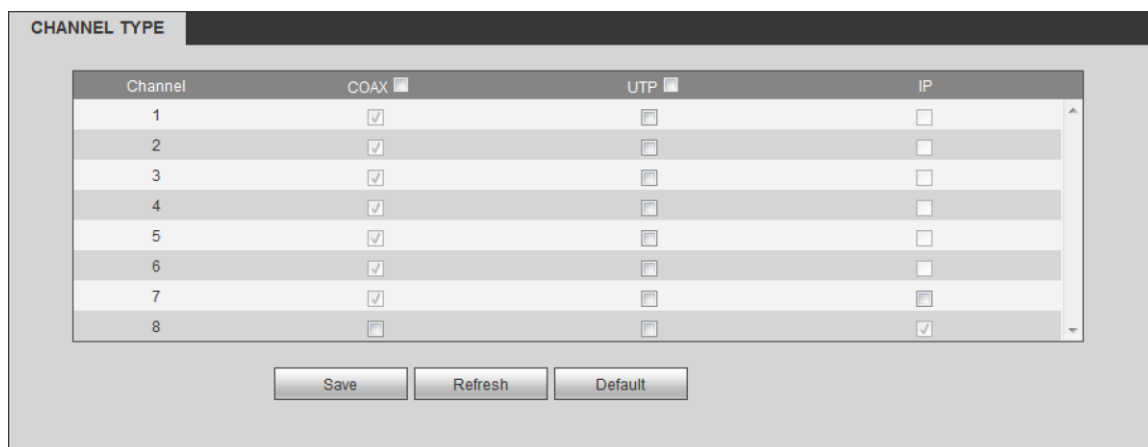 CHANNEL TYPE
Channel COAX UTP IP
1
2
3
4
5
6
7
8
Save Refresh Default